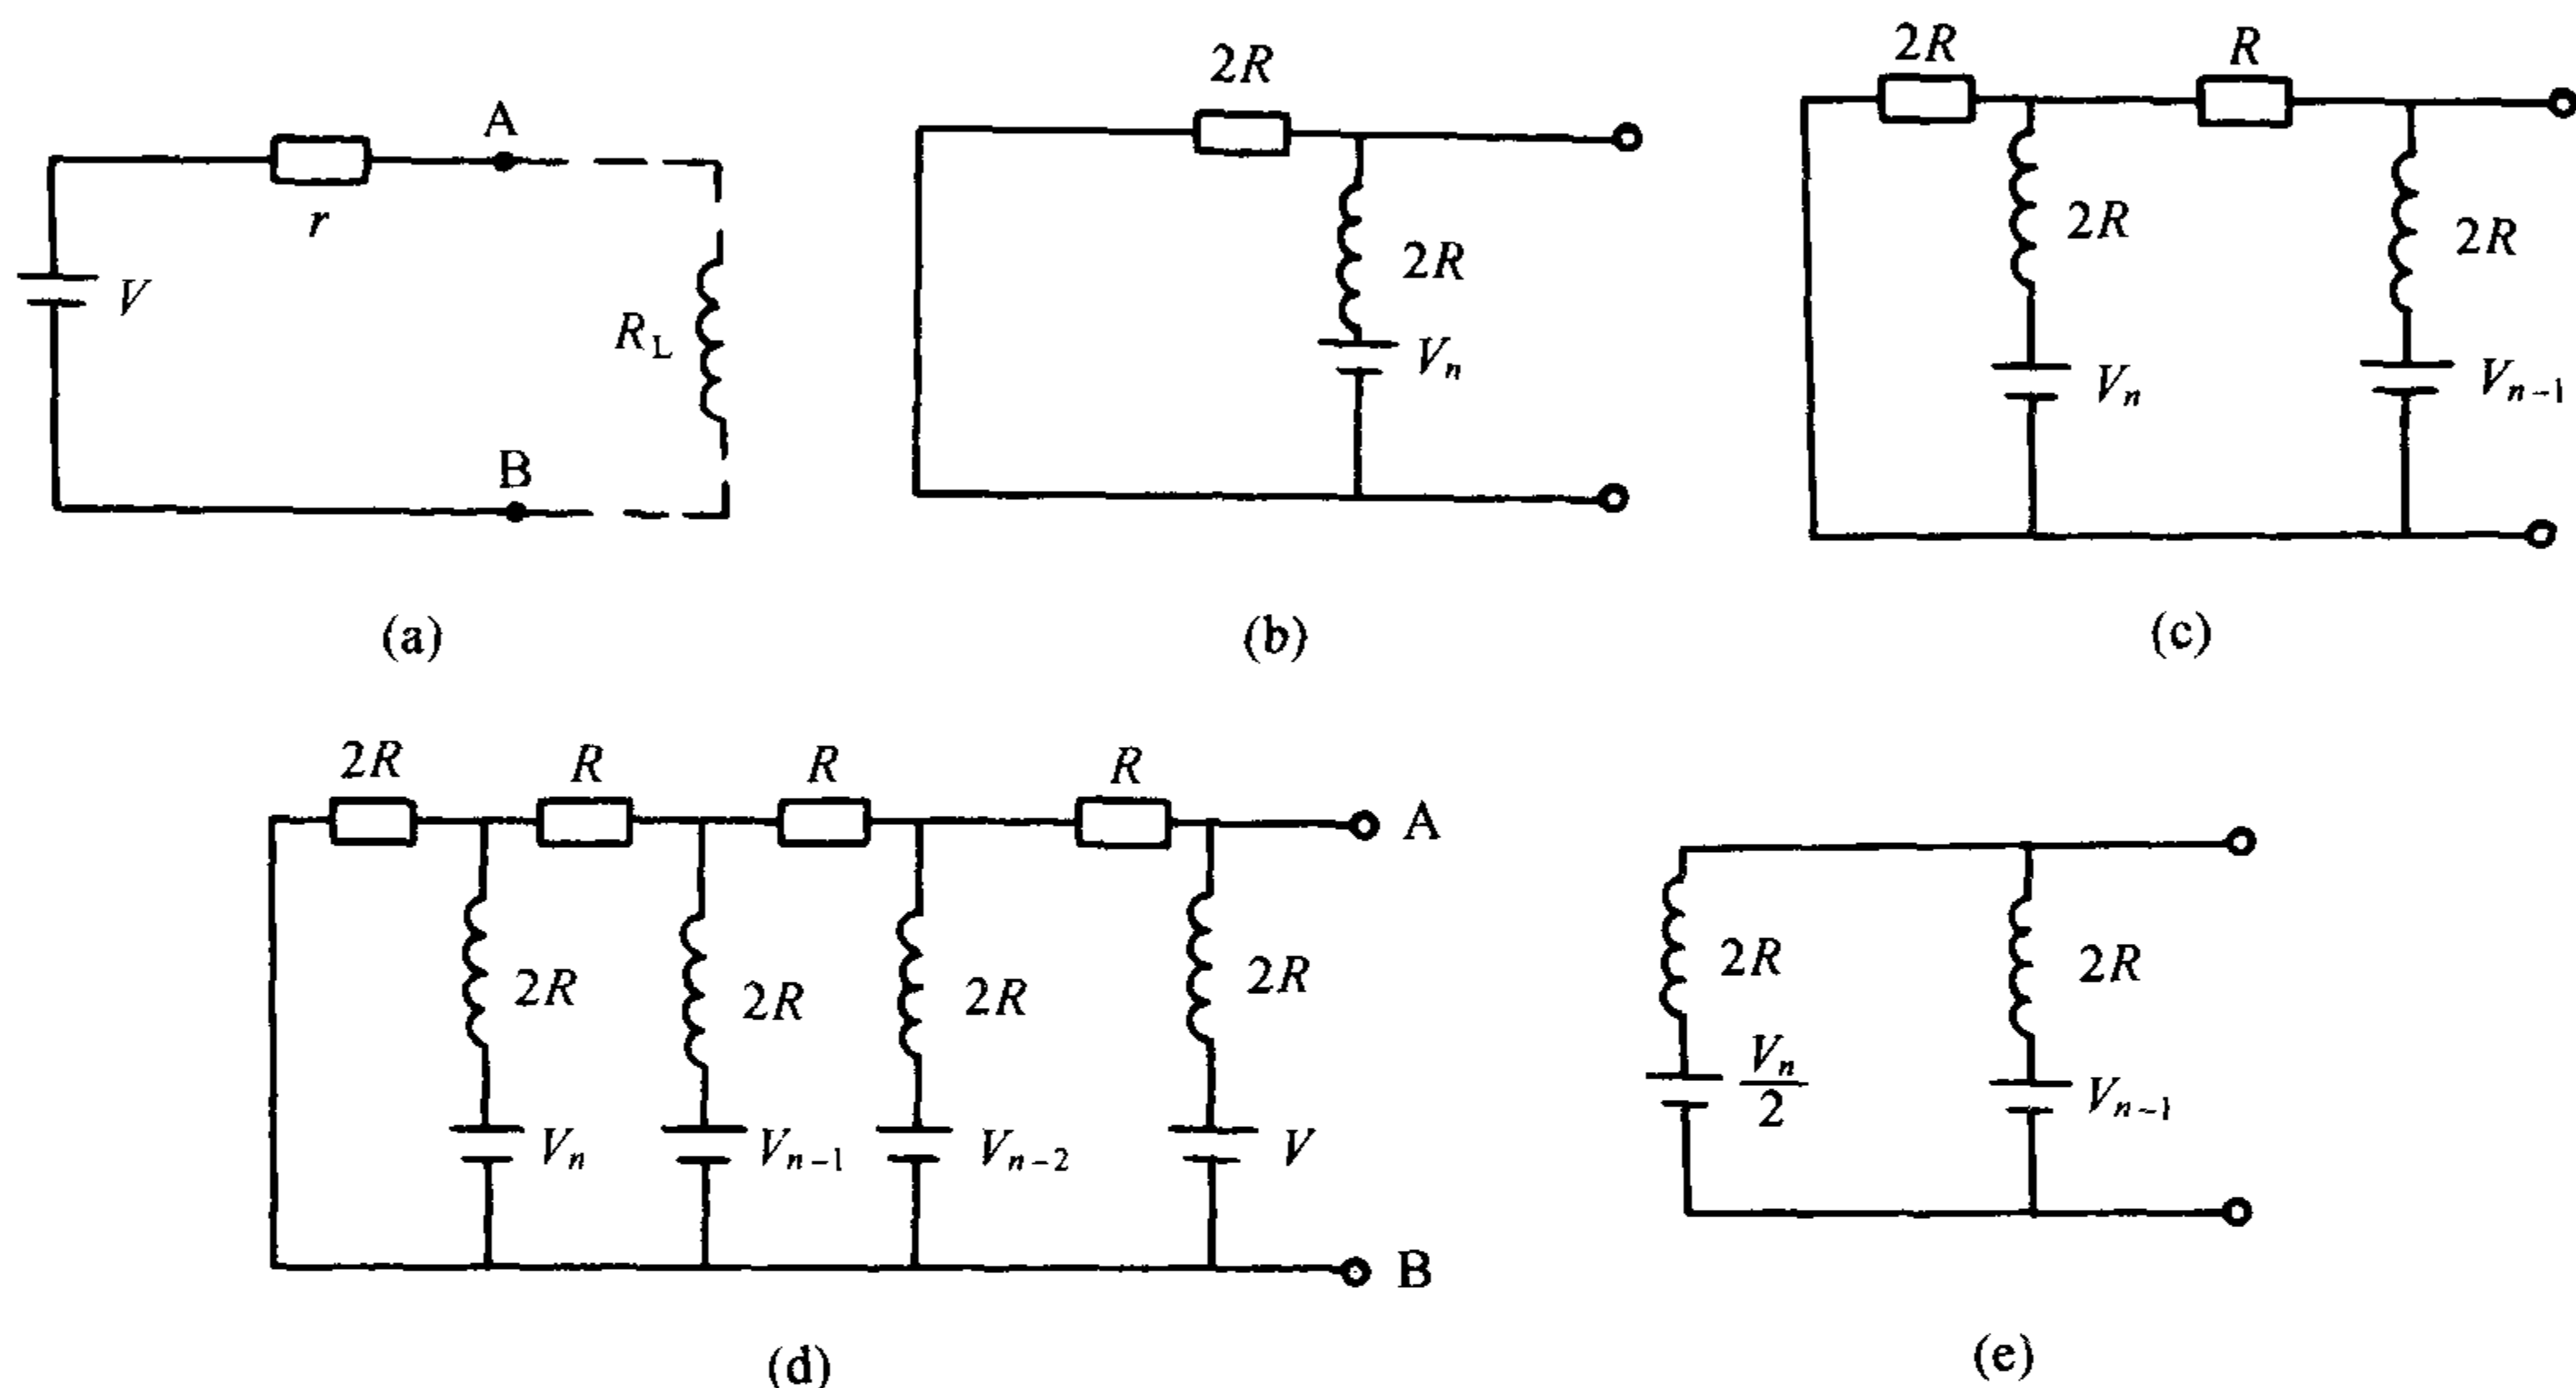 2R
2R
R
A
r
V
R_L
B
2R
V_n
2R
V_n
2R
V_{n-1}
(a)
(b)
(c)
2R
R
R
R
A
2R
2R
2R
2R
V_n
V_{n-1}
V_{n-2}
V
B
2R
V_n/2
2R
V_{n-1}
(d)
(e)